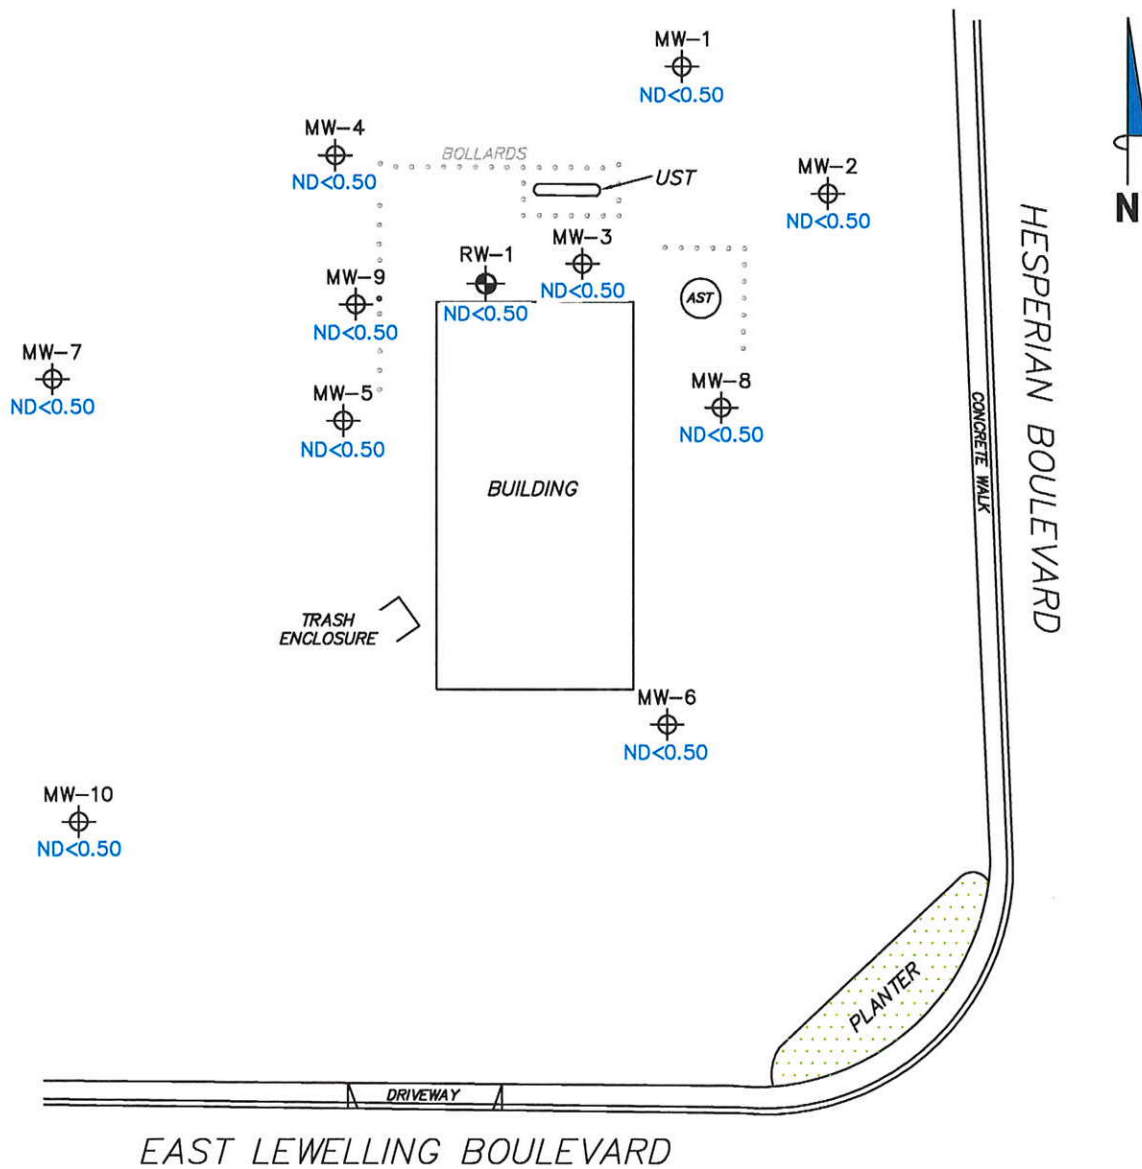 MW-1
ND<0.50
MW-4
ND<0.50
BOLLARDS
UST
MW-2
ND<0.50
N
HESPERIAN BOULEVARD
RW-1
ND<0.50
MW-3
ND<0.50
MW-9
ND<0.50
AST
MW-7
ND<0.50
MW-5
ND<0.50
MW-8
ND<0.50
CONCRETE WALK
BUILDING
TRASH
ENCLOSURE
MW-6
ND<0.50
MW-10
ND<0.50
PLANTER
DRIVEWAY
EAST LEWELLING BOULEVARD